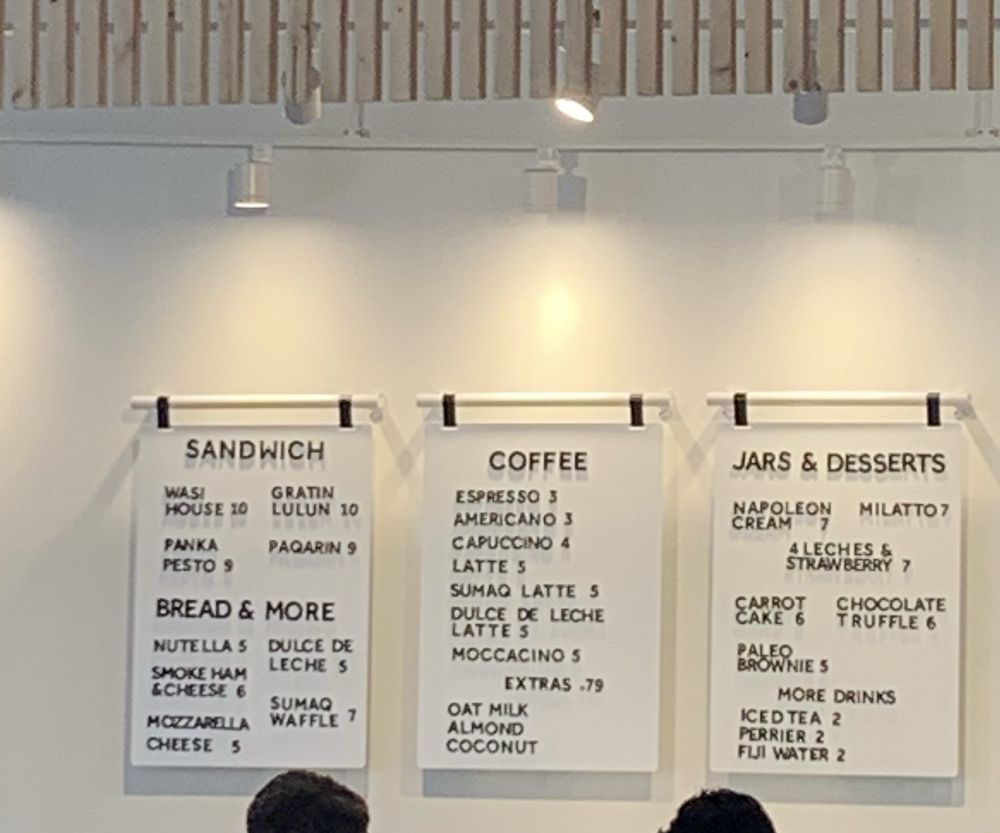 SANDWICH
WASI GRATIN
HOUSE 10 LULUN 10
PANKA PAQARIN 9
PESTO 9
BREAD & MORE
NUTELLA 5 DULCE DE
LECHE 5
SMOKE HAM
& CHEESE 6
SUMAQ
WAFFLE 7
MOZZARELLA
CHEESE 5
COFFEE
ESPRESSO 3
AMERICANO 3
CAPUCCINO 4
LATTE 5
SUMAQ LATTE 5
DULCE DE LECHE
LATTE 5
MOCCACINO 5
EXTRAS .79
OAT MILK
ALMOND
COCONUT
JARS & DESSERTS
NAPOLEON MILATTO 7
CREAM 7
4 LECHES &
STRAWBERRY 7
CARROT CHOCOLATE
CAKE 6 TRUFFLE 6
PALEO
BROWNIE 5
MORE DRINKS
ICED TEA 2
PERRIER 2
FIJI WATER 2